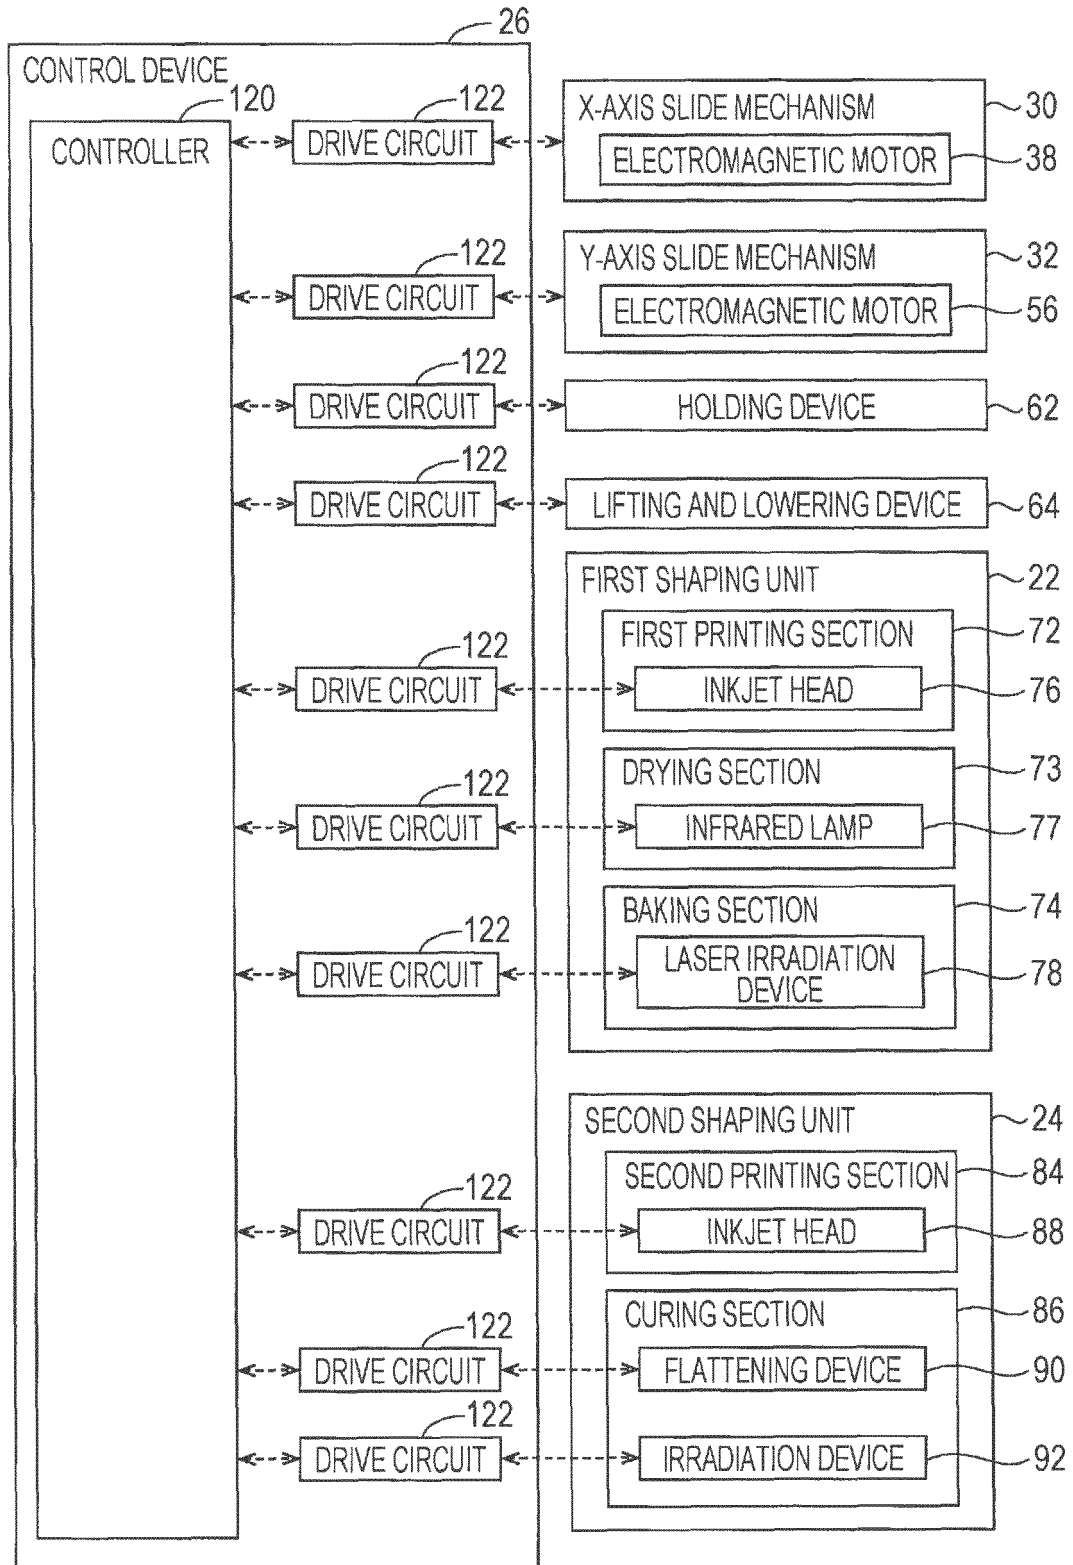 26
CONTROL DEVICE
120
CONTROLLER
122
DRIVE CIRCUIT
X-AXIS SLIDE MECHANISM
30
ELECTROMAGNETIC MOTOR
38
122
DRIVE CIRCUIT
Y-AXIS SLIDE MECHANISM
32
ELECTROMAGNETIC MOTOR
56
122
DRIVE CIRCUIT
HOLDING DEVICE
62
122
DRIVE CIRCUIT
LIFTING AND LOWERING DEVICE
64
FIRST SHAPING UNIT
22
FIRST PRINTING SECTION
72
122
DRIVE CIRCUIT
INKJET HEAD
76
DRYING SECTION
73
122
DRIVE CIRCUIT
INFRARED LAMP
77
BAKING SECTION
74
122
DRIVE CIRCUIT
LASER IRRADIATION
DEVICE
78
SECOND SHAPING UNIT
24
SECOND PRINTING SECTION
84
122
DRIVE CIRCUIT
INKJET HEAD
88
CURING SECTION
86
122
DRIVE CIRCUIT
FLATTENING DEVICE
90
122
DRIVE CIRCUIT
IRRADIATION DEVICE
92